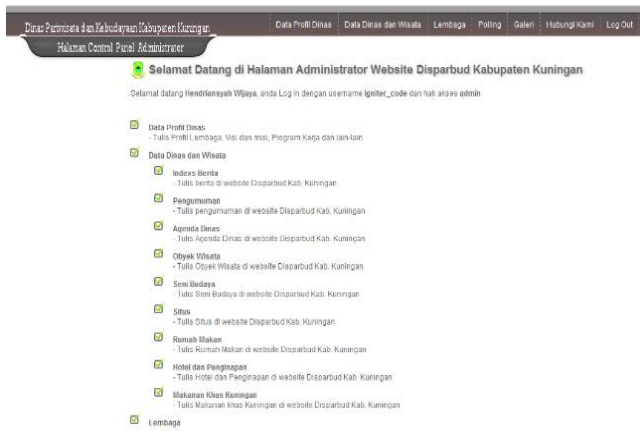 Dinas Pariwisata dan Kebudayaan Kabupaten Kuningan
Halaman Control Panel Administrator
Data Profil Dinas
Data Dinas dan Wisata
Lembaga
Polling
Galeri
Hubungi Kami
Log Out
Selamat Datang di Halaman Administrator Website Disparbud Kabupaten Kuningan
Selamat datang Hendriansyah Wijaya, anda Log In dengan username igniter_code dan hak akses admin
Data Profil Dinas
- Tulis Profil Lembaga, Visi dan misi, Program Kerja dan lain-lain
Data Dinas dan Wisata
Indexs Berita
- Tulis berita di website Disparbud Kab. Kuningan
Pengumuman
- Tulis pengumuman di website Disparbud Kab. Kuningan
Agenda Dinas
- Tulis Agenda Dinas di website Disparbud Kab. Kuningan
Obyek Wisata
- Tulis Obyek Wisata di website Disparbud Kab. Kuningan
Seni Budaya
- Tulis Seni Budaya di website Disparbud Kab. Kuningan
Situs
- Tulis Situs di website Disparbud Kab. Kuningan
Rumah Makan
- Tulis Rumah Makan di website Disparbud Kab. Kuningan
Hotel dan Penginapan
- Tulis Hotel dan Penginapan di website Disparbud Kab. Kuningan
Makanan Khas Kuningan
- Tulis Makanan khas Kuningan di website Disparbud Kab. Kuningan
Lembaga